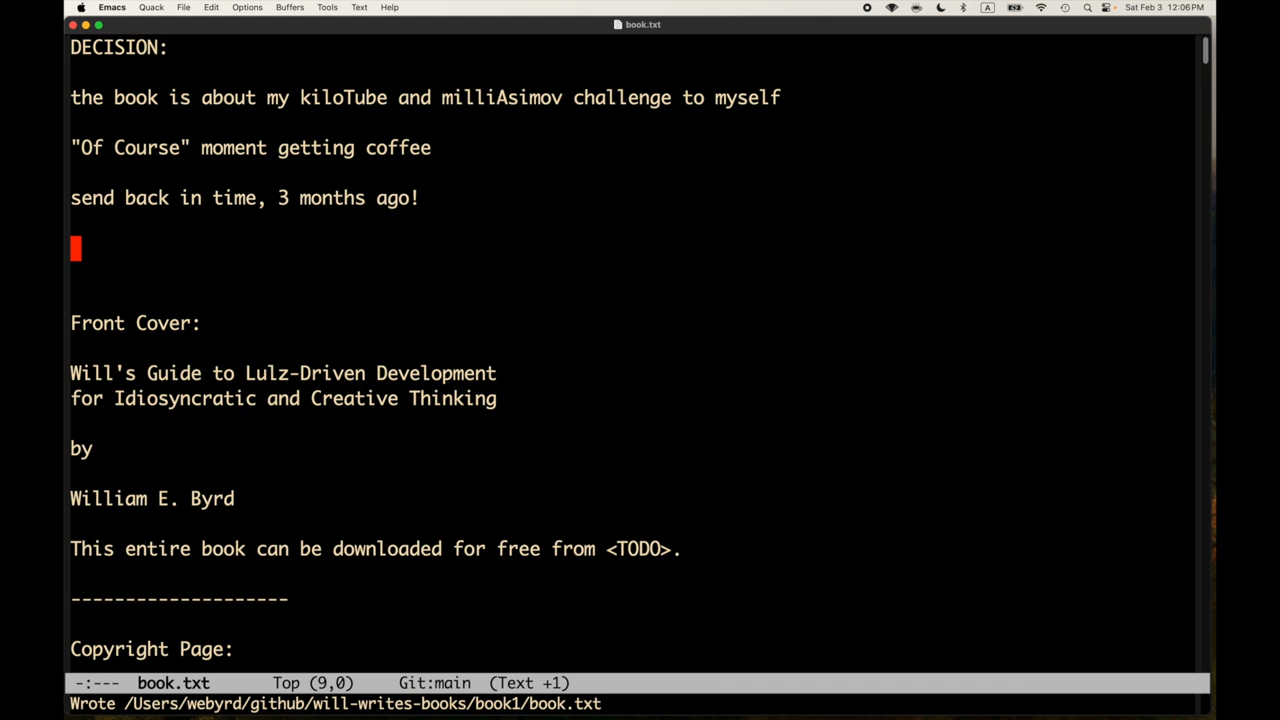 Emacs Quack File Edit Options Buffers Tools Text Help A Sat Feb 3 12:06 PM
book.txt
DECISION:
the book is about my kiloTube and milliAsimov challenge to myself
"Of Course" moment getting coffee
send back in time, 3 months ago!
Front Cover:
Will's Guide to Lulz-Driven Development
for Idiosyncratic and Creative Thinking
by
William E. Byrd
This entire book can be downloaded for free from <TODO>.
--------------------
Copyright Page:
-:--- book.txt Top (9,0) Git:main (Text +1)
Wrote /Users/webyrd/github/will-writes-books/book1/book.txt